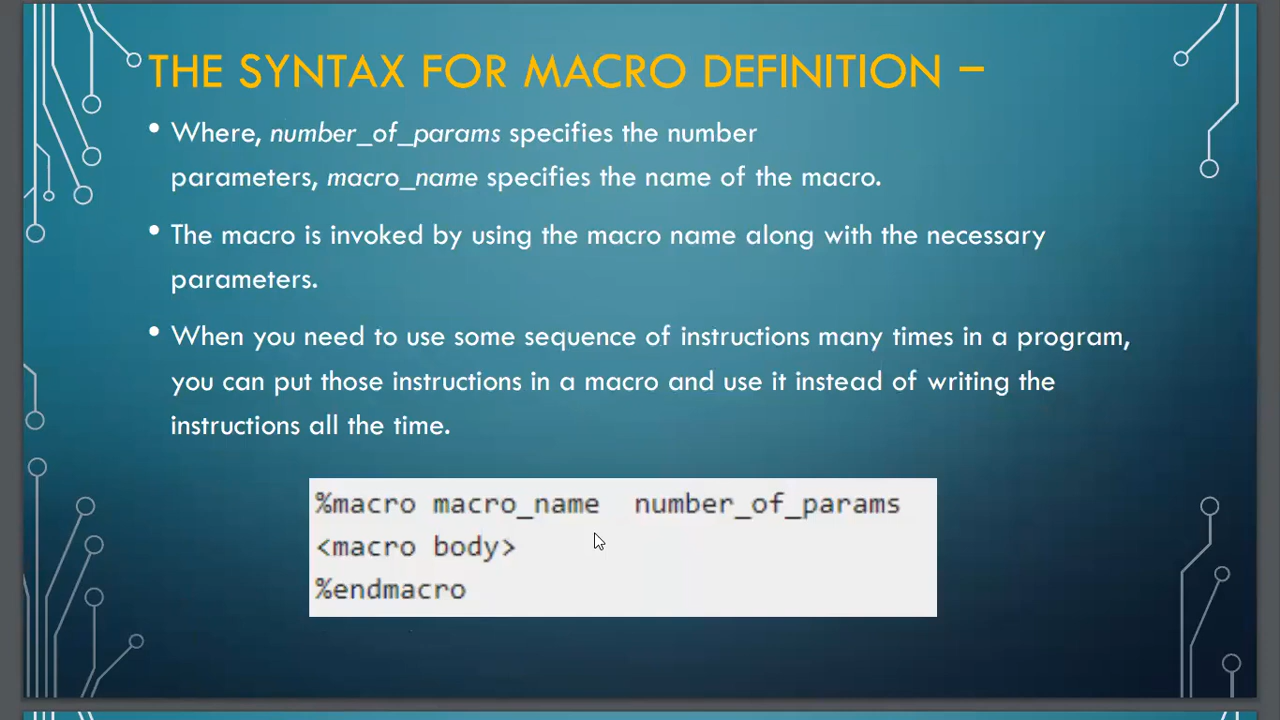 THE SYNTAX FOR MACRO DEFINITION –
• Where, number_of_params specifies the number
parameters, macro_name specifies the name of the macro.
• The macro is invoked by using the macro name along with the necessary
parameters.
• When you need to use some sequence of instructions many times in a program,
you can put those instructions in a macro and use it instead of writing the
instructions all the time.
%macro macro_name  number_of_params
<macro body>
%endmacro